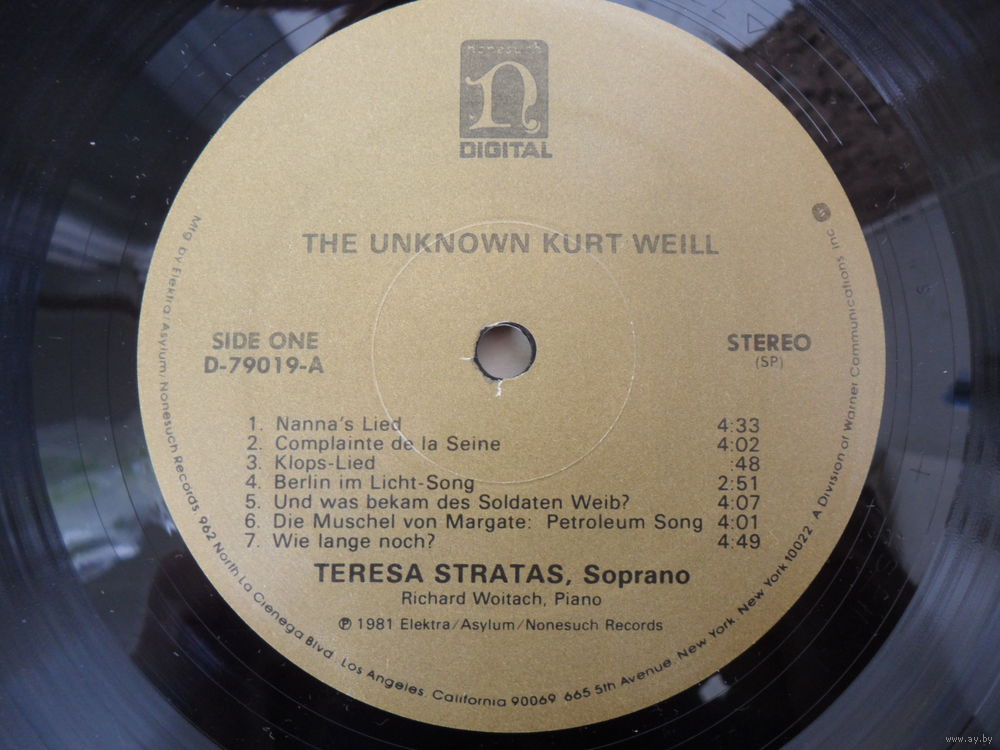 nonesuch
n
DIGITAL
THE UNKNOWN KURT WEILL
SIDE ONE
D-79019-A
STEREO
(SP)
1. Nanna's Lied 4:33
2. Complainte de la Seine 4:02
3. Klops-Lied :48
4. Berlin im Licht-Song 2:51
5. Und was bekam des Soldaten Weib? 4:07
6. Die Muschel von Margate: Petroleum Song 4:01
7. Wie lange noch? 4:49
TERESA STRATAS, Soprano
Richard Woitach, Piano
℗ 1981 Elektra/Asylum/Nonesuch Records
Mfg by Elektra/Asylum/Nonesuch Records 962 North La Cienega Blvd Los Angeles California 90069 665 5th Avenue New York New York 10022 A Division of Warner Communications Inc
www.ay.by